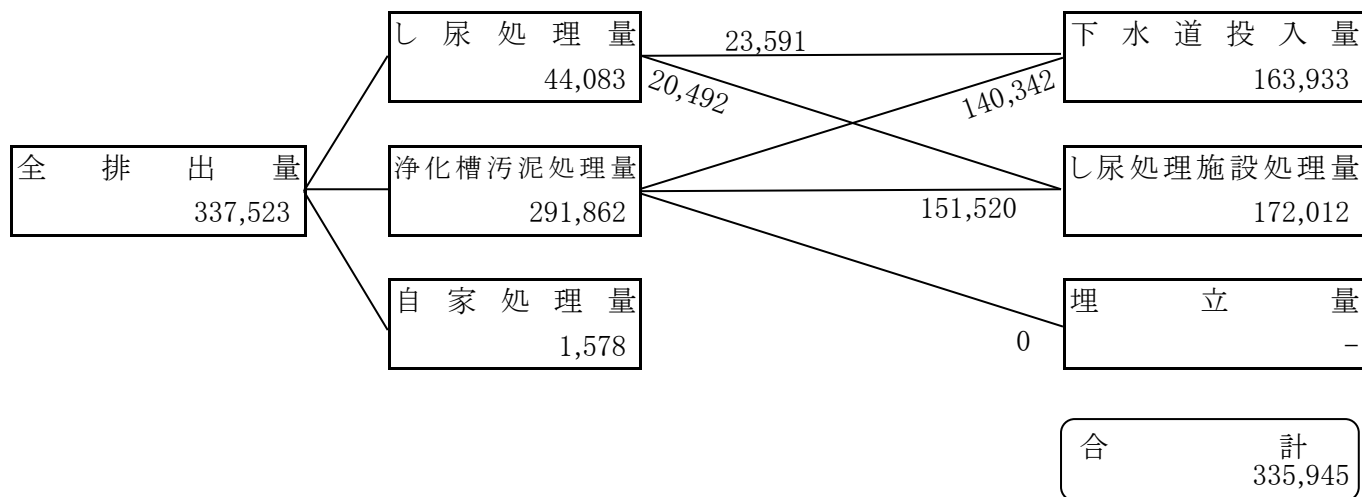 全排出量
337,523
し尿処理量
44,083
浄化槽汚泥処理量
291,862
自家処理量
1,578
23,591
20,492
140,342
151,520
0
下水道投入量
163,933
し尿処理施設処理量
172,012
埋立量
-
合計
335,945